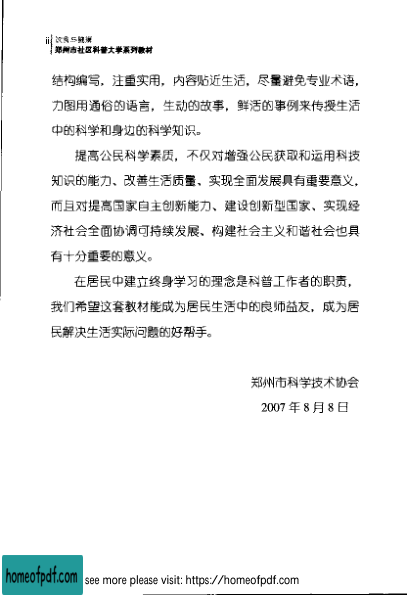 ii 饮食与健康
郑州市社区科普大学系列教材
结构编写，注重实用，内容贴近生活，尽量避免专业术语，
力图用通俗的语言，生动的故事，鲜活的事例来传授生活
中的科学和身边的科学知识。
提高公民科学素质，不仅对增强公民获取和运用科技
知识的能力、改善生活质量、实现全面发展具有重要意义，
而且对提高国家自主创新能力、建设创新型国家、实现经
济社会全面协调可持续发展、构建社会主义和谐社会也具
有十分重要的意义。
在居民中建立终身学习的理念是科普工作者的职责，
我们希望这套教材能成为居民生活中的良师益友，成为居
民解决生活实际问题的好帮手。
郑州市科学技术协会
2007 年 8 月 8 日
homeofpdf.com see more please visit: https://homeofpdf.com